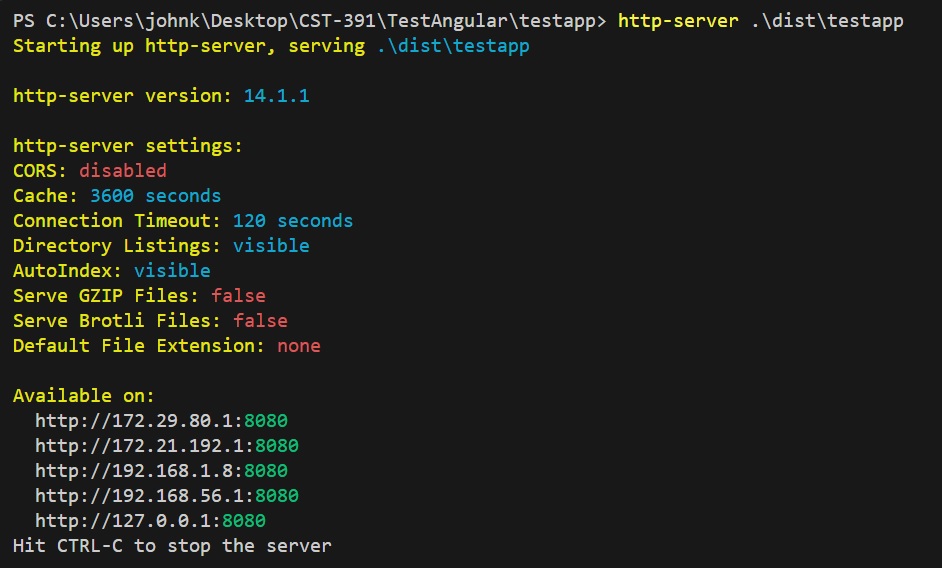 PS C:\Users\johnk\Desktop\CST-391\TestAngular\testapp> http-server .\dist\testapp
Starting up http-server, serving .\dist\testapp
http-server version: 14.1.1
http-server settings:
CORS: disabled
Cache: 3600 seconds
Connection Timeout: 120 seconds
Directory Listings: visible
AutoIndex: visible
Serve GZIP Files: false
Serve Brotli Files: false
Default File Extension: none
Available on:
  http://172.29.80.1:8080
  http://172.21.192.1:8080
  http://192.168.1.8:8080
  http://192.168.56.1:8080
  http://127.0.0.1:8080
Hit CTRL-C to stop the server